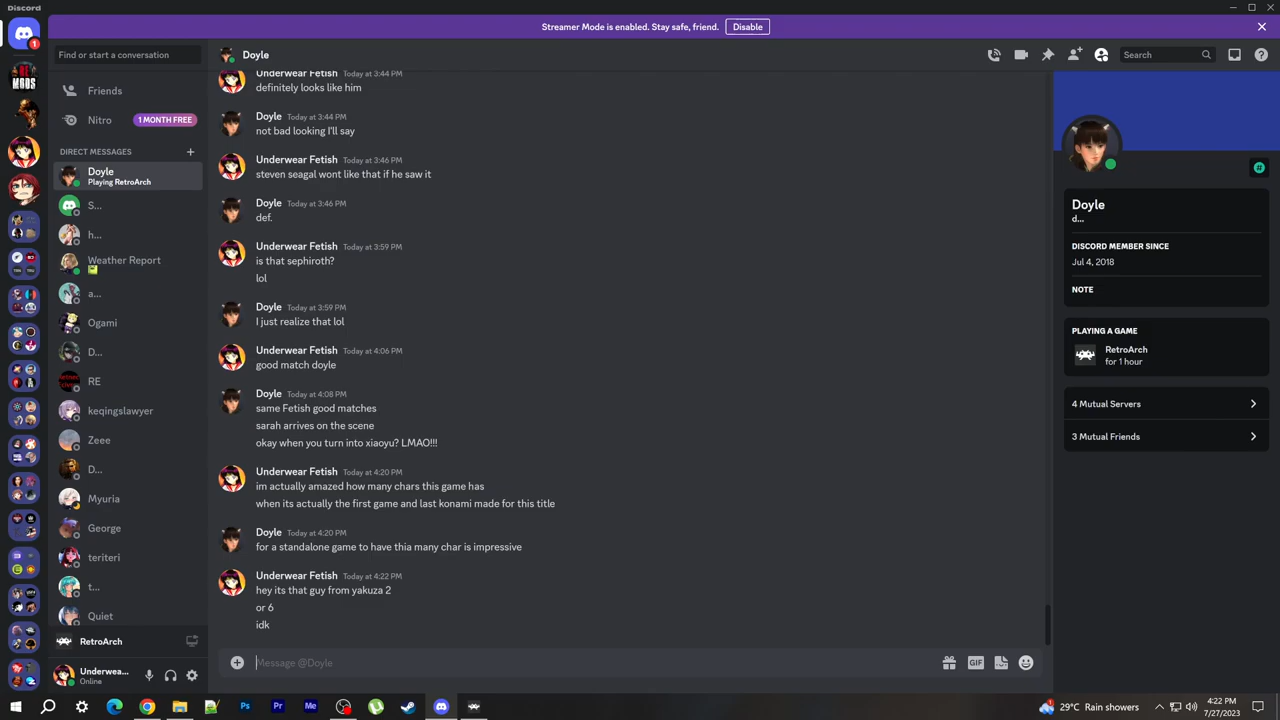 Discord
Streamer Mode is enabled. Stay safe, friend.
Disable
1
Find or start a conversation
Doyle
Search
Friends
Nitro
1 MONTH FREE
DIRECT MESSAGES
Doyle
Playing RetroArch
S...
h...
Weather Report
a...
Ogami
D...
RE
keqingslawyer
Zeee
D...
Myuria
George
teriteri
t...
Quiet
RetroArch
Underwea...
Online
Underwear Fetish Today at 3:44 PM
definitely looks like him
Doyle Today at 3:44 PM
not bad looking I'll say
Underwear Fetish Today at 3:46 PM
steven seagal wont like that if he saw it
Doyle Today at 3:46 PM
def.
Underwear Fetish Today at 3:59 PM
is that sephiroth?
lol
Doyle Today at 3:59 PM
I just realize that lol
Underwear Fetish Today at 4:06 PM
good match doyle
Doyle Today at 4:08 PM
same Fetish good matches
sarah arrives on the scene
okay when you turn into xiaoyu? LMAO!!!
Underwear Fetish Today at 4:20 PM
im actually amazed how many chars this game has
when its actually the first game and last konami made for this title
Doyle Today at 4:20 PM
for a standalone game to have thia many char is impressive
Underwear Fetish Today at 4:22 PM
hey its that guy from yakuza 2
or 6
idk
Message @Doyle
GIF
Doyle
d...
DISCORD MEMBER SINCE
Jul 4, 2018
NOTE
PLAYING A GAME
RetroArch
for 1 hour
4 Mutual Servers
3 Mutual Friends
Ps
Pr
Me
29°C Rain showers
4:22 PM
7/27/2023